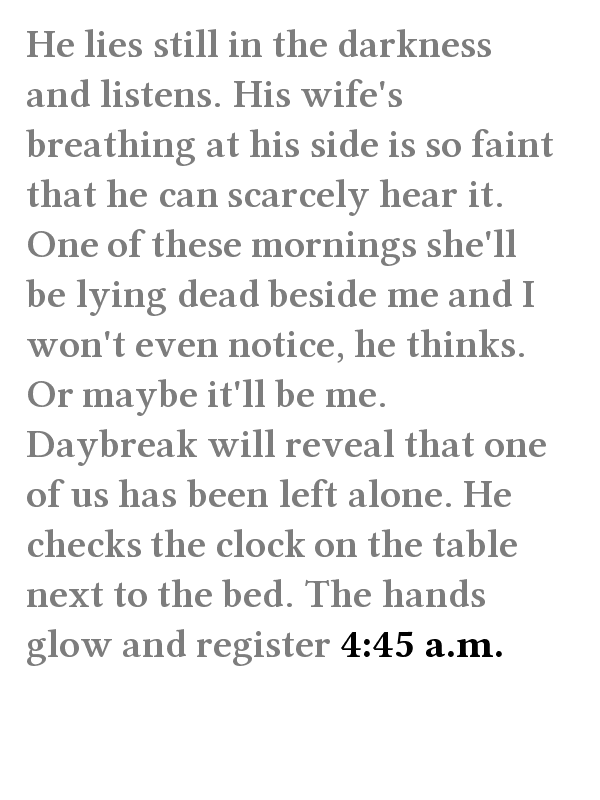 He lies still in the darkness
and listens. His wife's
breathing at his side is so faint
that he can scarcely hear it.
One of these mornings she'll
be lying dead beside me and I
won't even notice, he thinks.
Or maybe it'll be me.
Daybreak will reveal that one
of us has been left alone. He
checks the clock on the table
next to the bed. The hands
glow and register 4:45 a.m.